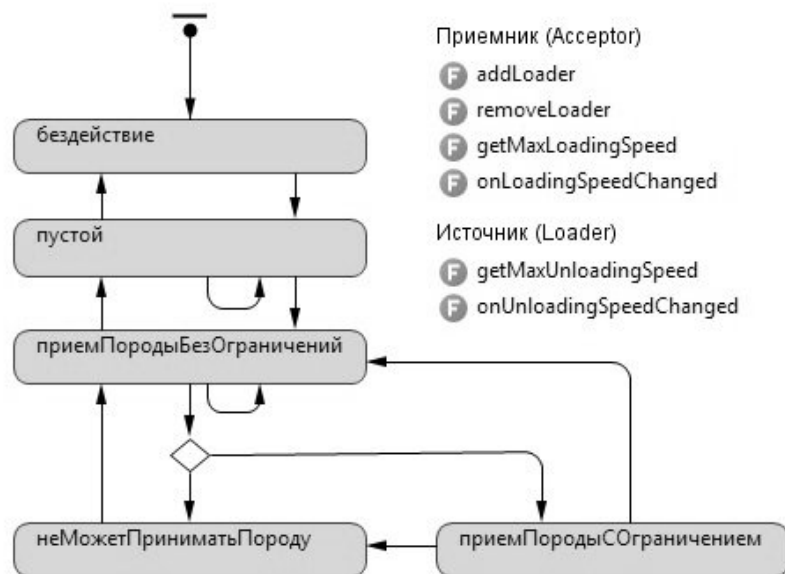 бездействие
пустой
приемПородыБезОграничений
неМожетПриниматьПороду
приемПородыСОграничением
Приемник (Acceptor)
F addLoader
F removeLoader
F getMaxLoadingSpeed
F onLoadingSpeedChanged
Источник (Loader)
F getMaxUnloadingSpeed
F onUnloadingSpeedChanged